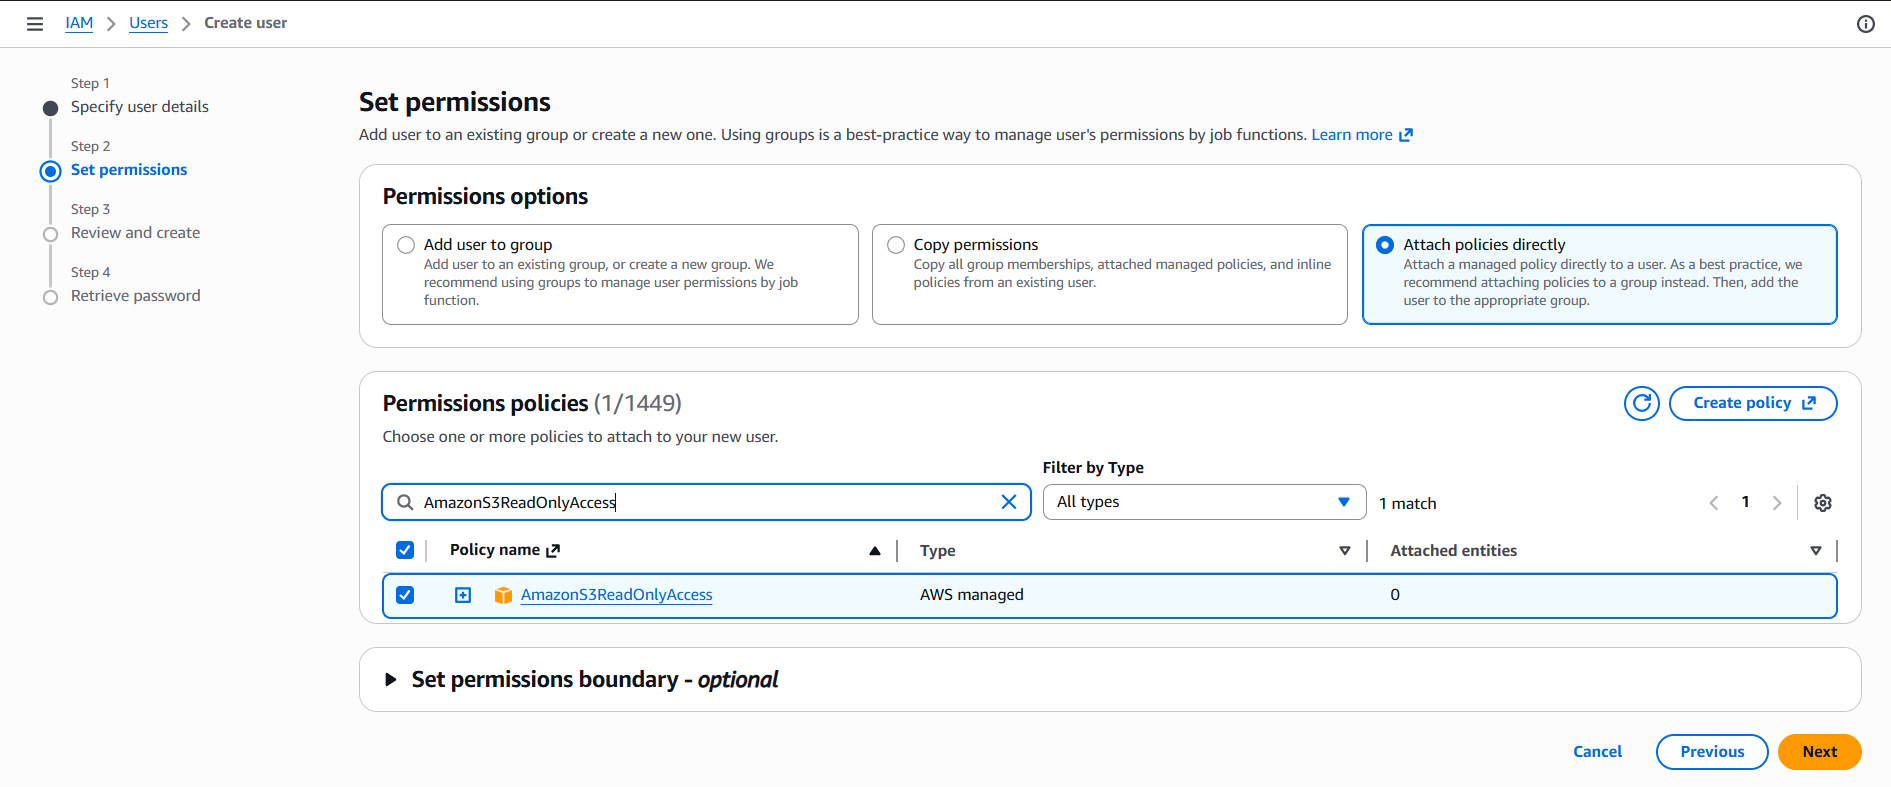 IAM > Users > Create user
Step 1
Specify user details
Step 2
Set permissions
Step 3
Review and create
Step 4
Retrieve password
Set permissions
Add user to an existing group or create a new one. Using groups is a best-practice way to manage user's permissions by job functions. Learn more
Permissions options
Add user to group
Add user to an existing group, or create a new group. We
recommend using groups to manage user permissions by job
function.
Copy permissions
Copy all group memberships, attached managed policies, and inline
policies from an existing user.
Attach policies directly
Attach a managed policy directly to a user. As a best practice, we
recommend attaching policies to a group instead. Then, add the
user to the appropriate group.
Permissions policies (1/1449)
Create policy
Choose one or more policies to attach to your new user.
Filter by Type
AmazonS3ReadOnlyAccess
All types
1 match
1
Policy name
Type
Attached entities
AmazonS3ReadOnlyAccess
AWS managed
0
Set permissions boundary - optional
Cancel
Previous
Next